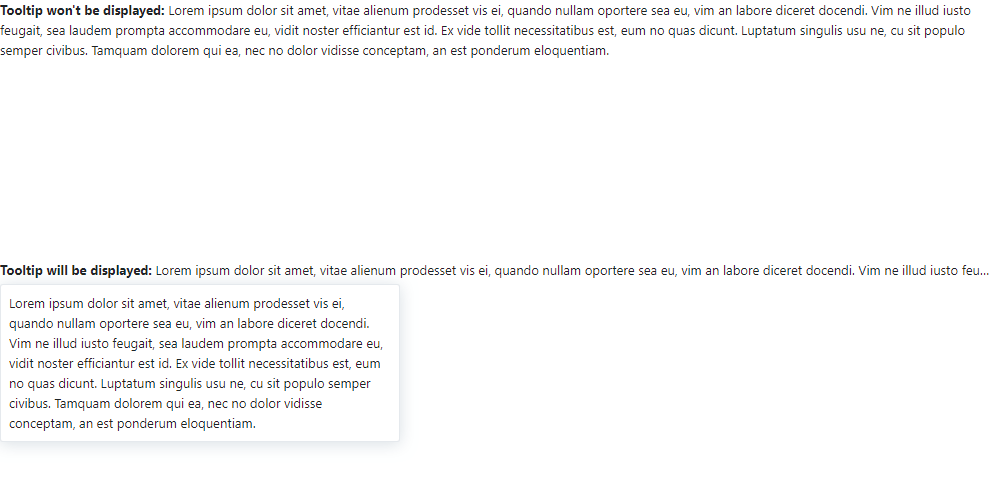 Tooltip won't be displayed: Lorem ipsum dolor sit amet, vitae alienum prodesset vis ei, quando nullam oportere sea eu, vim an labore diceret docendi. Vim ne illud iusto
feugait, sea laudem prompta accommodare eu, vidit noster efficiantur est id. Ex vide tollit necessitatibus est, eum no quas dicunt. Luptatum singulis usu ne, cu sit populo
semper civibus. Tamquam dolorem qui ea, nec no dolor vidisse conceptam, an est ponderum eloquentiam.
Tooltip will be displayed: Lorem ipsum dolor sit amet, vitae alienum prodesset vis ei, quando nullam oportere sea eu, vim an labore diceret docendi. Vim ne illud iusto feu...
Lorem ipsum dolor sit amet, vitae alienum prodesset vis ei,
quando nullam oportere sea eu, vim an labore diceret docendi.
Vim ne illud iusto feugait, sea laudem prompta accommodare eu,
vidit noster efficiantur est id. Ex vide tollit necessitatibus est, eum
no quas dicunt. Luptatum singulis usu ne, cu sit populo semper
civibus. Tamquam dolorem qui ea, nec no dolor vidisse
conceptam, an est ponderum eloquentiam.